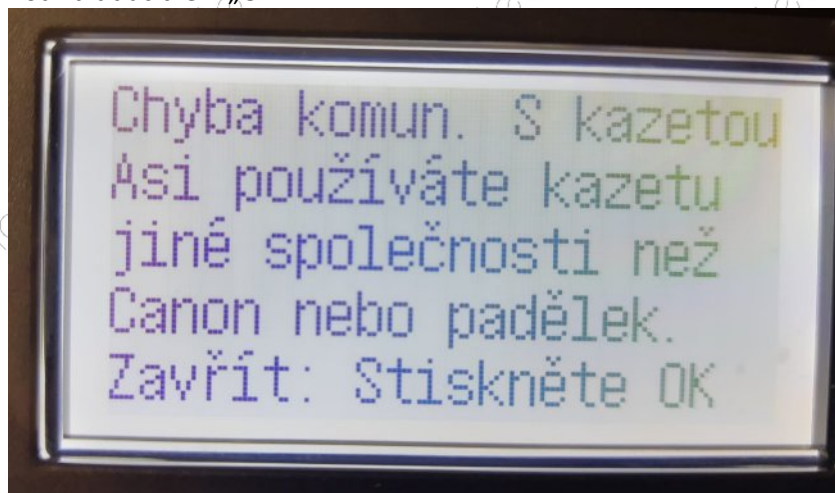 Chyba komun. S kazetou
Asi používáte kazetu
jiné společnosti než
Canon nebo padělek.
Zavřít: Stiskněte OK